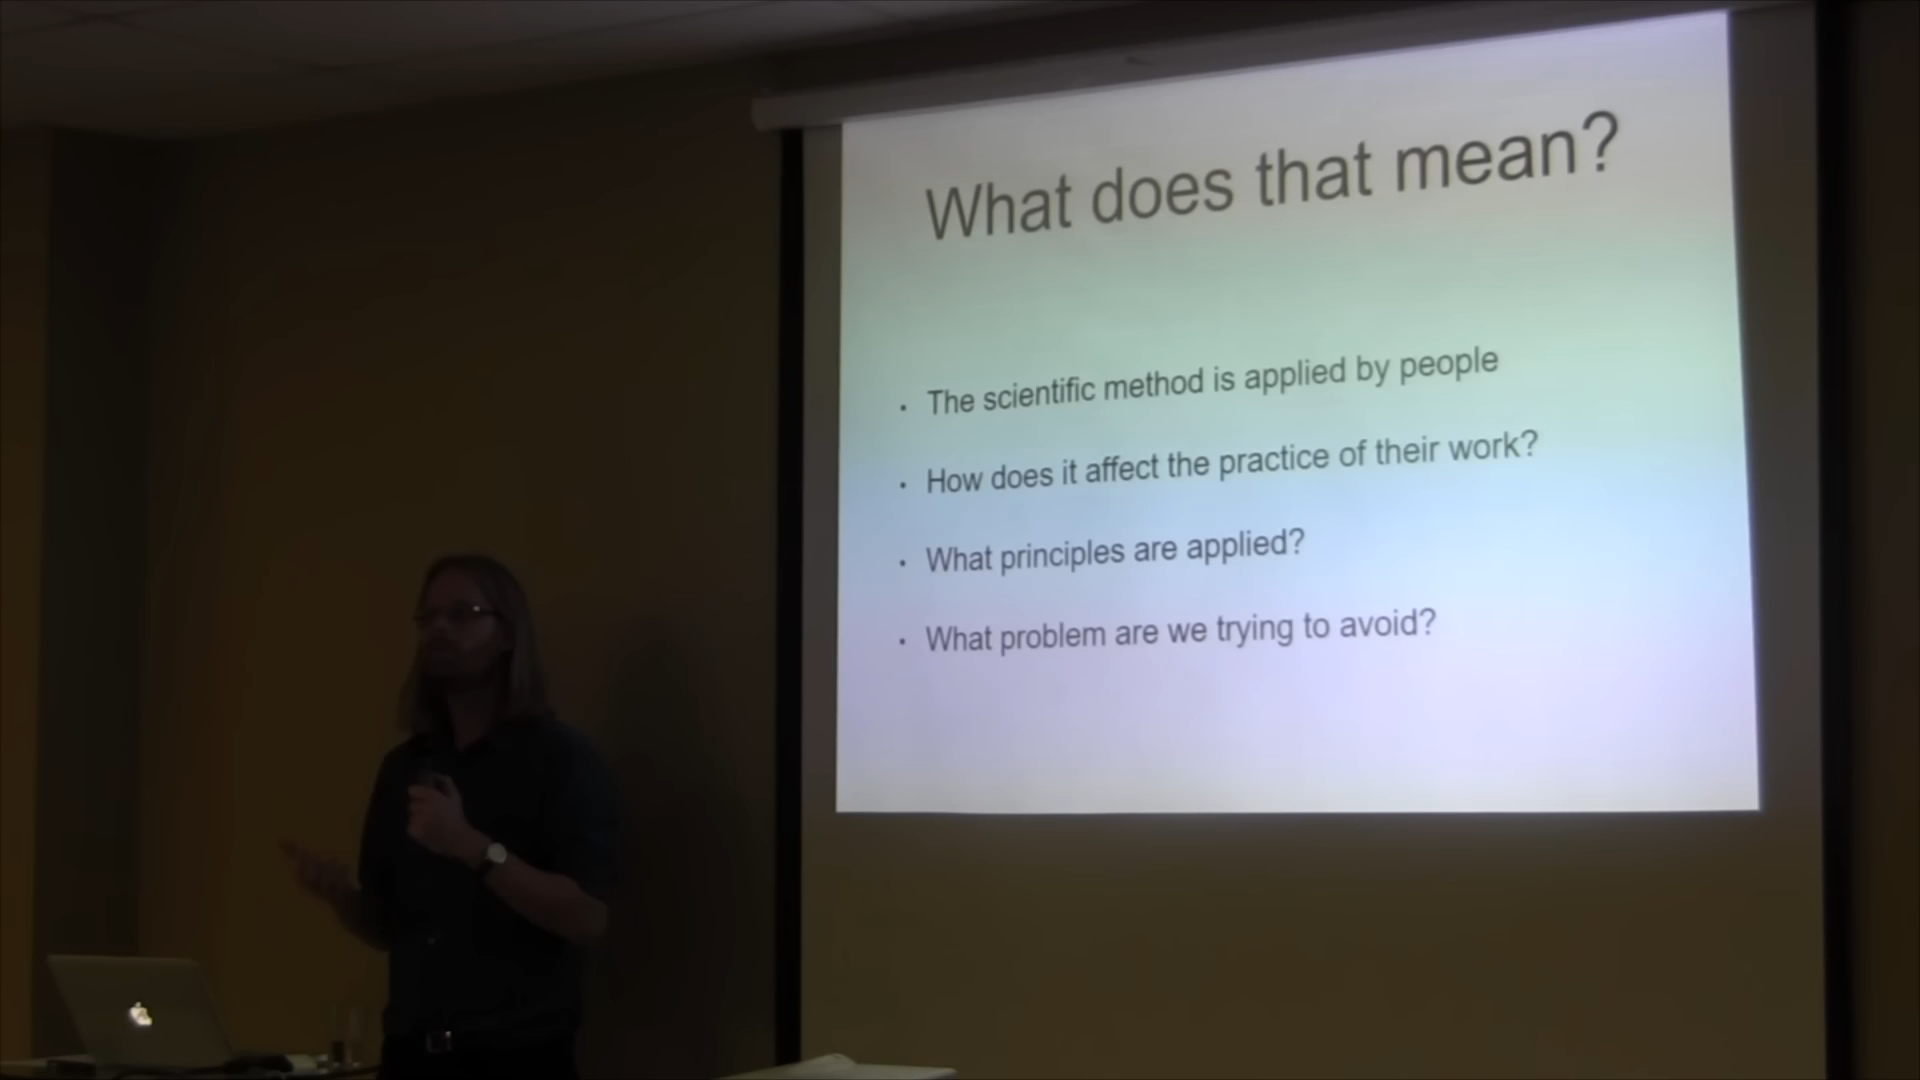 What does that mean?
• The scientific method is applied by people
• How does it affect the practice of their work?
• What principles are applied?
• What problem are we trying to avoid?